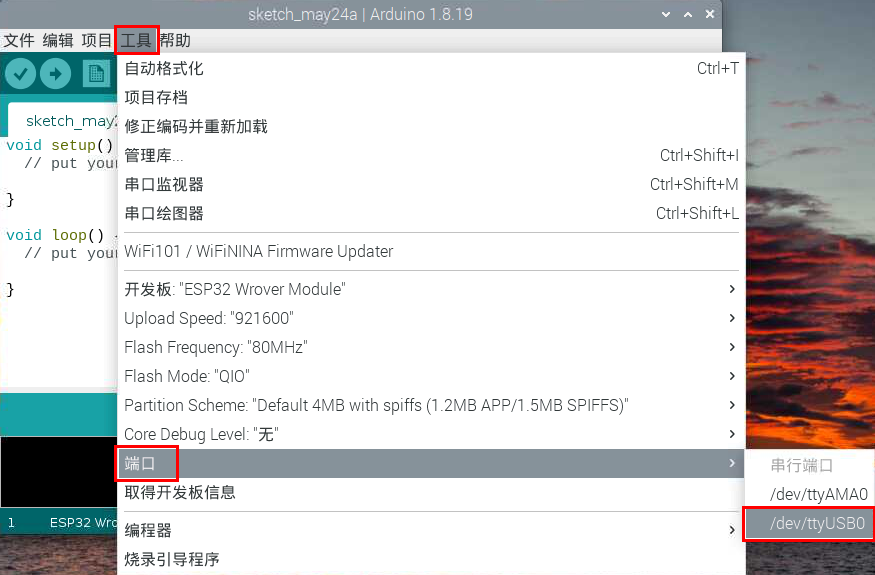 sketch_may24a | Arduino 1.8.19
文件 编辑 项目 工具 帮助
sketch_may2
void setup()
// put your
}
void loop() {
// put your
}
自动格式化 Ctrl+T
项目存档
修正编码并重新加载
管理库... Ctrl+Shift+I
串口监视器 Ctrl+Shift+M
串口绘图器 Ctrl+Shift+L
WiFi101 / WiFiNINA Firmware Updater
开发板: "ESP32 Wrover Module"
Upload Speed: "921600"
Flash Frequency: "80MHz"
Flash Mode: "QIO"
Partition Scheme: "Default 4MB with spiffs (1.2MB APP/1.5MB SPIFFS)"
Core Debug Level: "无"
端口
取得开发板信息
编程器
烧录引导程序
串行端口
/dev/ttyAMA0
/dev/ttyUSB0
1 ESP32 Wro